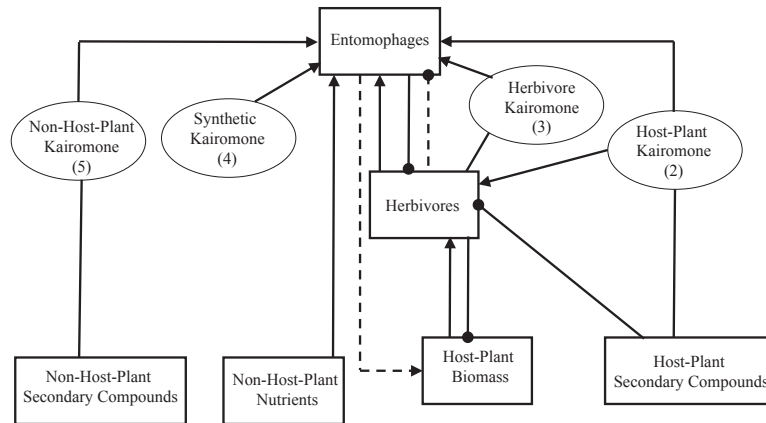 Entomophages
Non-Host-Plant
Kairomone
(5)
Synthetic
Kairomone
(4)
Herbivore
Kairomone
(3)
Host-Plant
Kairomone
(2)
Herbivores
Non-Host-Plant
Secondary Compounds
Non-Host-Plant
Nutrients
Host-Plant
Biomass
Host-Plant
Secondary Compounds